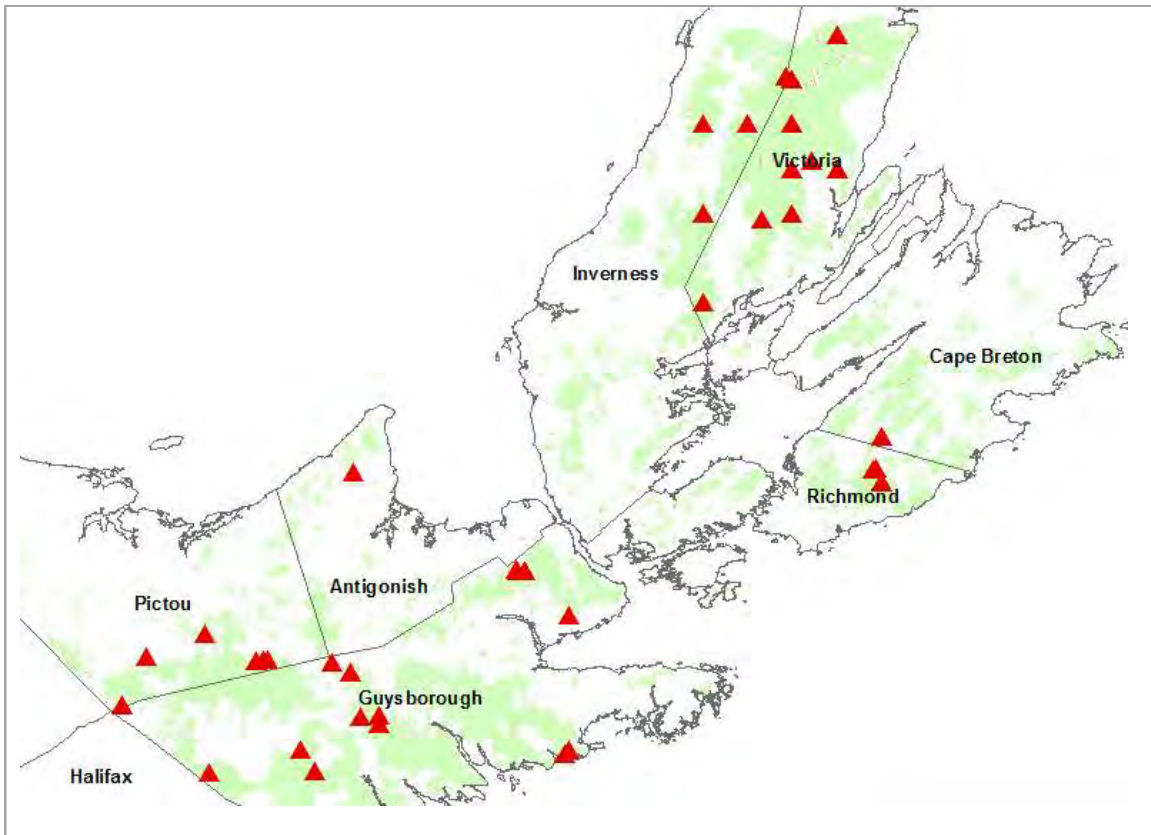 Victoria
Inverness
Cape Breton
Richmond
Antigonish
Pictou
Guysborough
Halifax